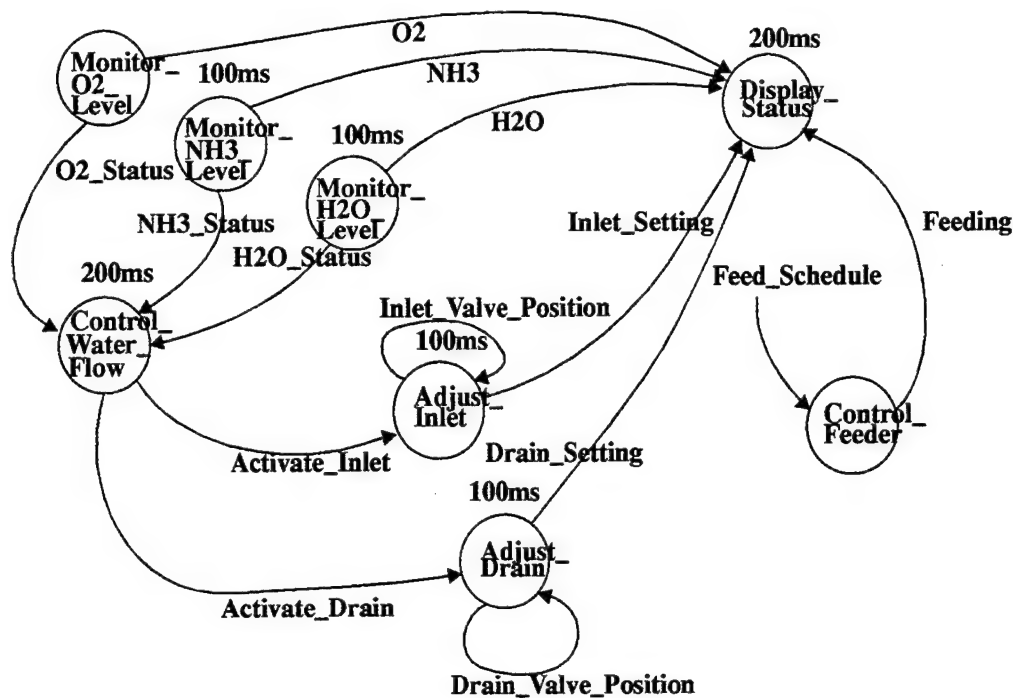 O2
200ms
Monitor_
O2_
Level
100ms
NH3
Display_
Status
Monitor_
NH3_
Level
100ms
H2O
O2_Status
Monitor_
H2O_
Level
NH3_Status
H2O_Status
Inlet_Setting
Feeding
200ms
Feed_Schedule
Control_
Water_
Flow
Inlet_Valve_Position
100ms
Adjust_
Inlet
Control_
Feeder
Activate_Inlet
Drain_Setting
100ms
Adjust_
Drain
Activate_Drain
Drain_Valve_Position